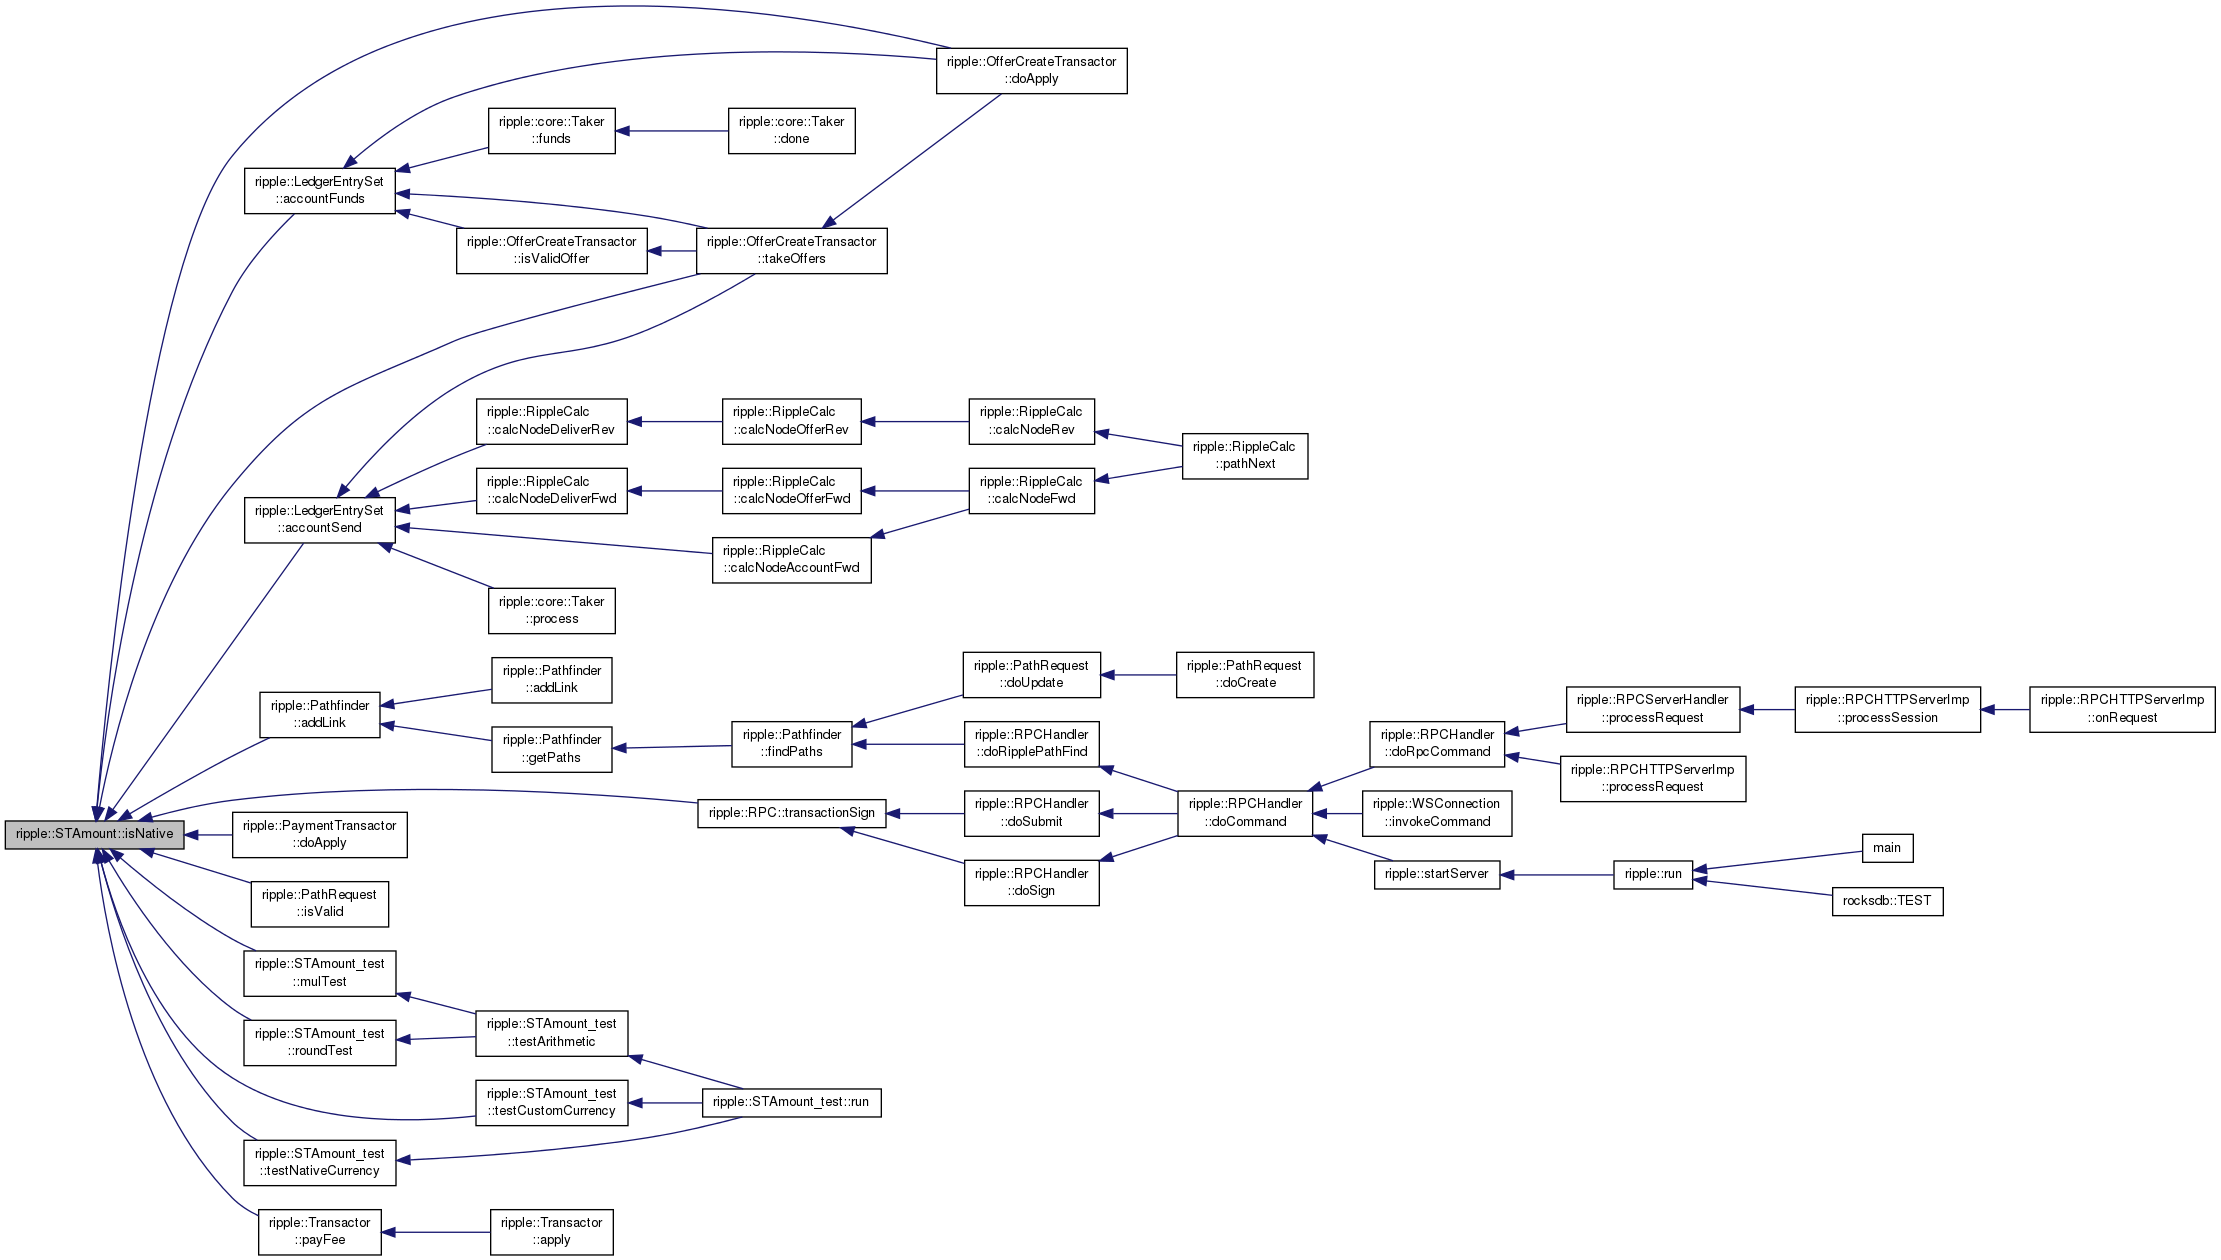 ripple::OfferCreateTransactor
::doApply
ripple::core::Taker
::funds
ripple::core::Taker
::done
ripple::LedgerEntrySet
::accountFunds
ripple::OfferCreateTransactor
::isValidOffer
ripple::OfferCreateTransactor
::takeOffers
ripple::RippleCalc
::calcNodeDeliverRev
ripple::RippleCalc
::calcNodeOfferRev
ripple::RippleCalc
::calcNodeRev
ripple::RippleCalc
::pathNext
ripple::RippleCalc
::calcNodeDeliverFwd
ripple::RippleCalc
::calcNodeOfferFwd
ripple::RippleCalc
::calcNodeFwd
ripple::LedgerEntrySet
::accountSend
ripple::RippleCalc
::calcNodeAccountFwd
ripple::core::Taker
::process
ripple::Pathfinder
::addLink
ripple::PathRequest
::doUpdate
ripple::PathRequest
::doCreate
ripple::Pathfinder
::addLink
ripple::Pathfinder
::getPaths
ripple::Pathfinder
::findPaths
ripple::RPCHandler
::doRipplePathFind
ripple::RPCHandler
::doRpcCommand
ripple::RPCServerHandler
::processRequest
ripple::RPCHTTPServerImp
::processSession
ripple::RPCHTTPServerImp
::onRequest
ripple::RPCHTTPServerImp
::processRequest
ripple::RPC::transactionSign
ripple::RPCHandler
::doSubmit
ripple::RPCHandler
::doCommand
ripple::WSConnection
::invokeCommand
ripple::STAmount::isNative
ripple::PaymentTransactor
::doApply
ripple::RPCHandler
::doSign
ripple::startServer
ripple::run
main
rocksdb::TEST
ripple::PathRequest
::isValid
ripple::STAmount_test
::mulTest
ripple::STAmount_test
::roundTest
ripple::STAmount_test
::testArithmetic
ripple::STAmount_test
::testCustomCurrency
ripple::STAmount_test::run
ripple::STAmount_test
::testNativeCurrency
ripple::Transactor
::payFee
ripple::Transactor
::apply